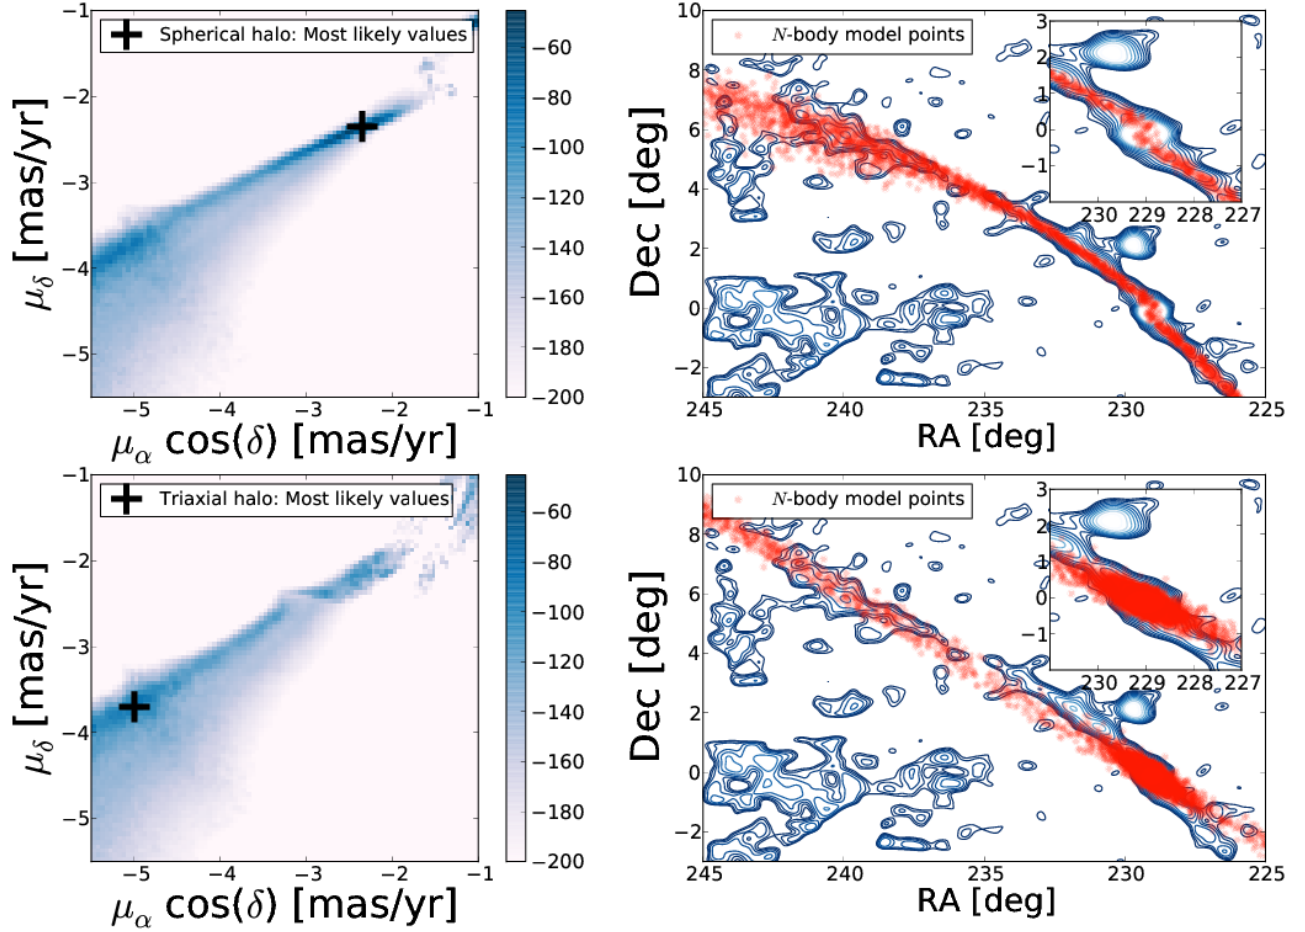 Spherical halo: Most likely values
−1
−2
−3
−4
−5
μδ [mas/yr]
−5 −4 −3 −2 −1
μα cos(δ) [mas/yr]
−60
−80
−100
−120
−140
−160
−180
−200
N-body model points
10
8
6
4
2
0
−2
Dec [deg]
245 240 235 230 225
RA [deg]
3
2
1
0
−1
230 229 228 227
Triaxial halo: Most likely values
−1
−2
−3
−4
−5
μδ [mas/yr]
−5 −4 −3 −2 −1
μα cos(δ) [mas/yr]
−60
−80
−100
−120
−140
−160
−180
−200
N-body model points
10
8
6
4
2
0
−2
Dec [deg]
245 240 235 230 225
RA [deg]
3
2
1
0
−1
230 229 228 227